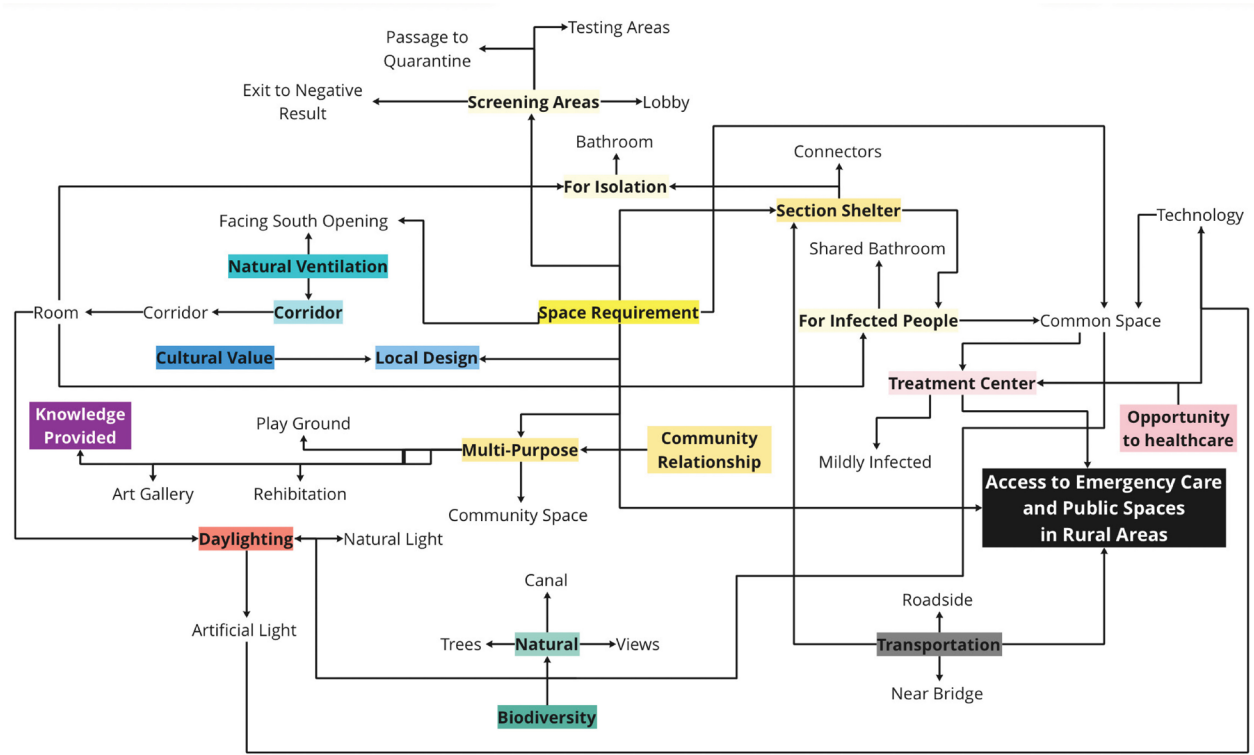 Testing Areas
Passage to
Quarantine
Exit to Negative
Result
Screening Areas
Lobby
Bathroom
Connectors
For Isolation
Section Shelter
Facing South Opening
Technology
Shared Bathroom
Natural Ventilation
Room
Corridor
Corridor
Space Requirement
For Infected People
Common Space
Cultural Value
Local Design
Treatment Center
Knowledge
Provided
Play Ground
Opportunity
to healthcare
Multi-Purpose
Community
Relationship
Mildly Infected
Art Gallery
Rehibitation
Community Space
Access to Emergency Care
and Public Spaces
in Rural Areas
Daylighting
Natural Light
Canal
Roadside
Artificial Light
Trees
Natural
Views
Transportation
Near Bridge
Biodiversity